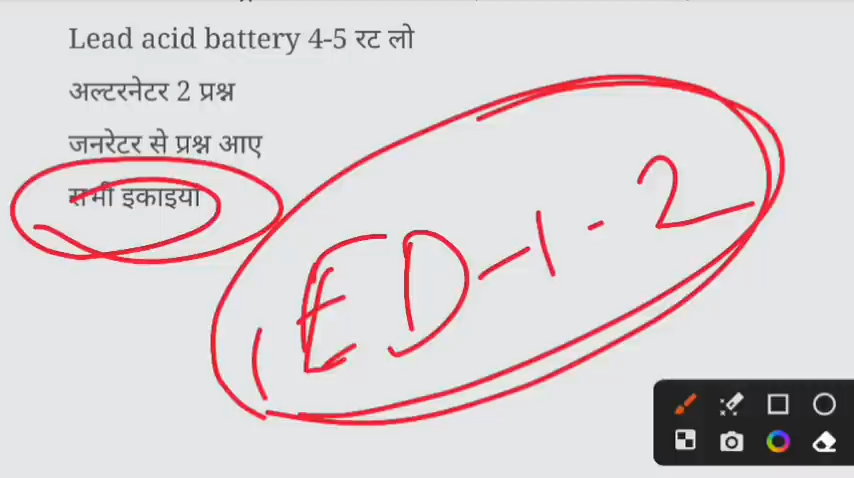 Lead acid battery 4-5 रट लो
अल्टरनेटर 2 प्रश्न
जनरेटर से प्रश्न आए
सभी इकाइया
ED-1-2